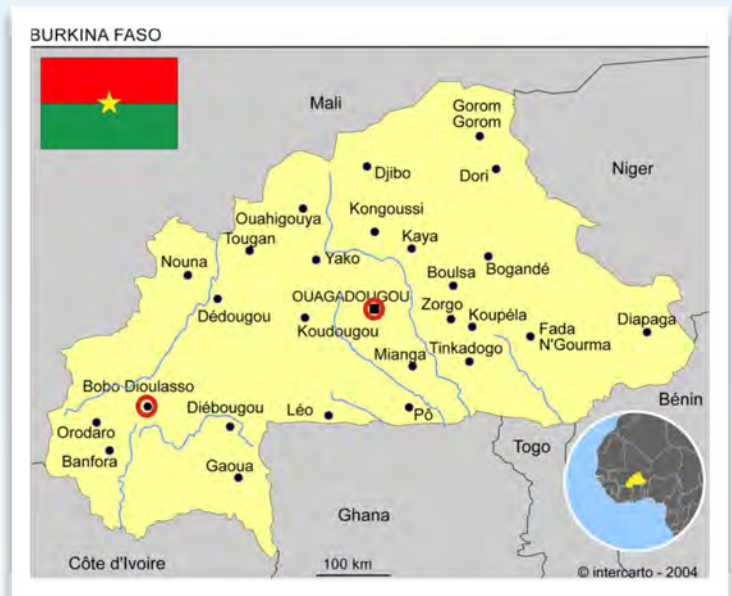 BURKINA FASO
Mali
Gorom
Gorom
Djibo
Dori
Niger
Ouahigouya
Kongoussi
Tougan
Kaya
Nouna
Yako
Bogandé
Boulsa
OUAGADOUGOU
Dédougou
Zorgo
Koupéla
Koudougou
Fada
N'Gourma
Diapaga
Mianga
Tinkadogo
Bobo Dioulasso
Bénin
Diébougou
Léo
Pô
Orodaro
Togo
Banfora
Gaoua
Ghana
Côte d'Ivoire
100 km
© intercarto - 2004